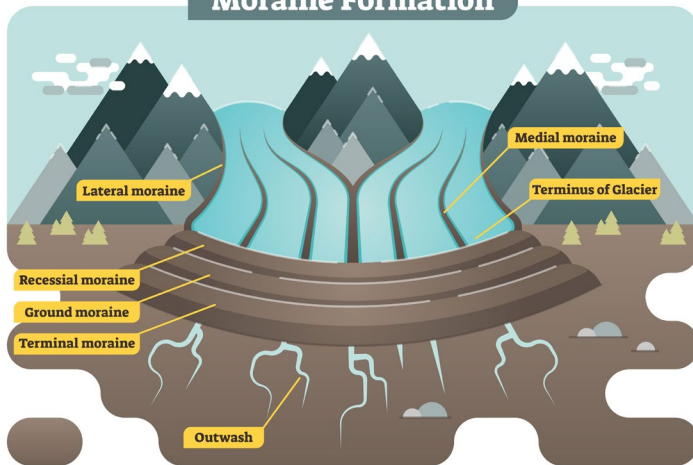 Moraine Formation
Medial moraine
Lateral moraine
Terminus of Glacier
Recessial moraine
Ground moraine
Terminal moraine
Outwash